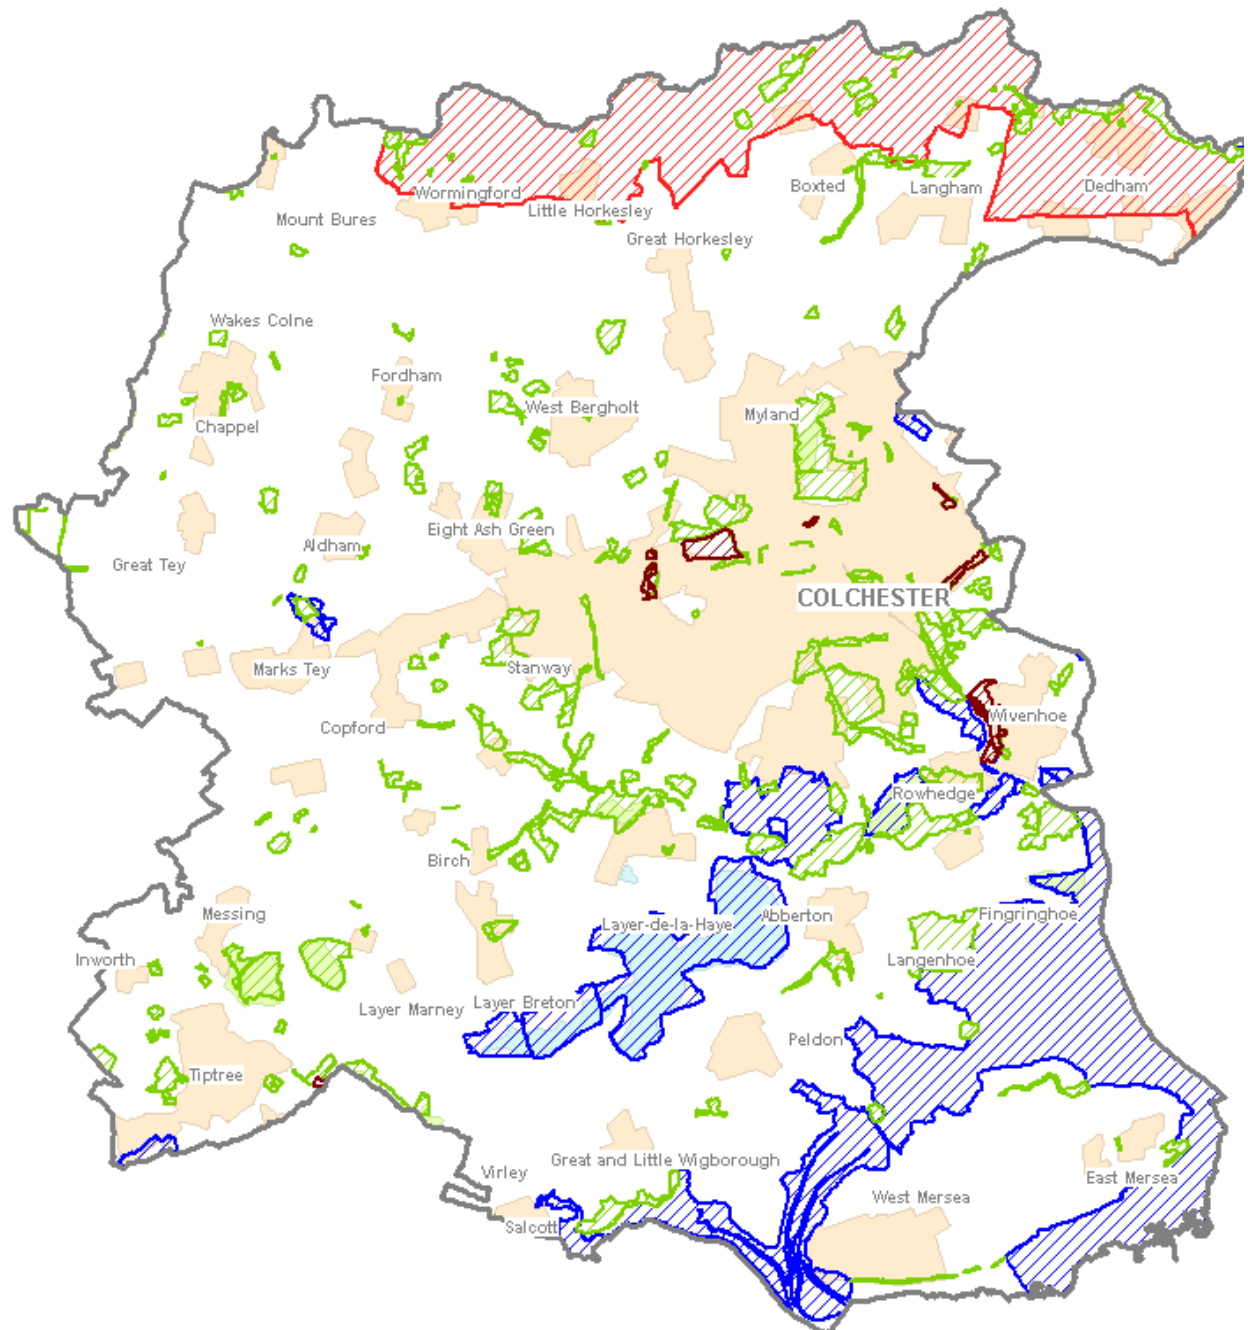 Wormingford
Boxted
Langham
Dedham
Little Horkesley
Mount Bures
Great Horkesley
Wakes Colne
Fordham
West Bergholt
Myland
Chappel
Eight Ash Green
Aldham
Great Tey
COLCHESTER
Marks Tey
Stanway
Copford
Wivenhoe
Rowhedge
Birch
Messing
Layer-de-la-Haye
Abberton
Fingringhoe
Inworth
Langenhoe
Layer Marney
Layer Breton
Peldon
Tiptree
Great and Little Wigborough
Virley
East Mersea
West Mersea
Salcott